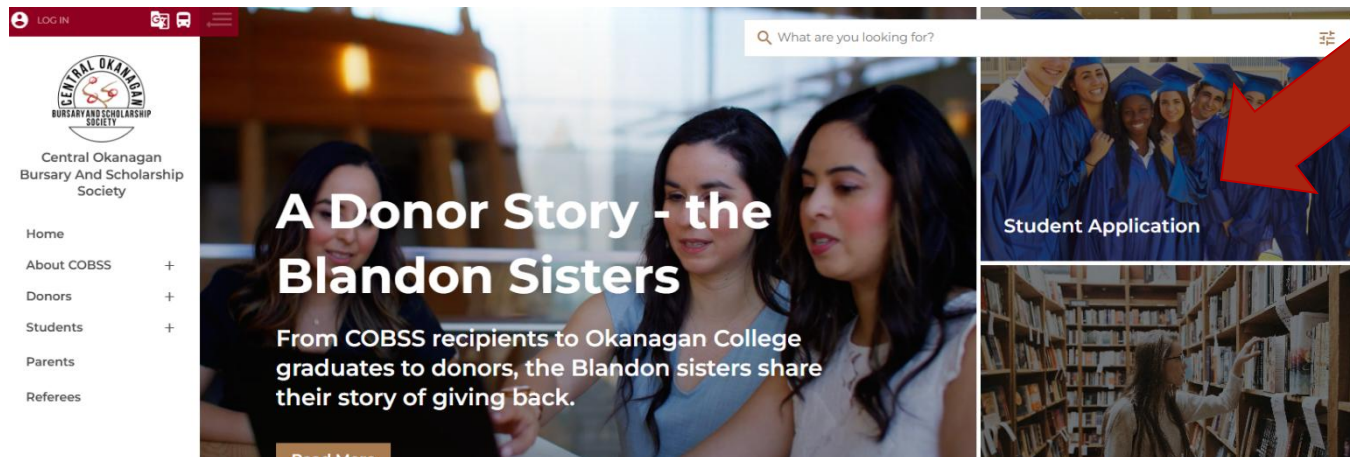 LOG IN
What are you looking for?
CENTRAL OKANAGAN
BURSARY AND SCHOLARSHIP
SOCIETY
Central Okanagan
Bursary And Scholarship
Society
Home
About COBSS +
Donors +
Students +
Parents
Referees
A Donor Story - the
Blandon Sisters
From COBSS recipients to Okanagan College
graduates to donors, the Blandon sisters share
their story of giving back.
Read More
Student Application